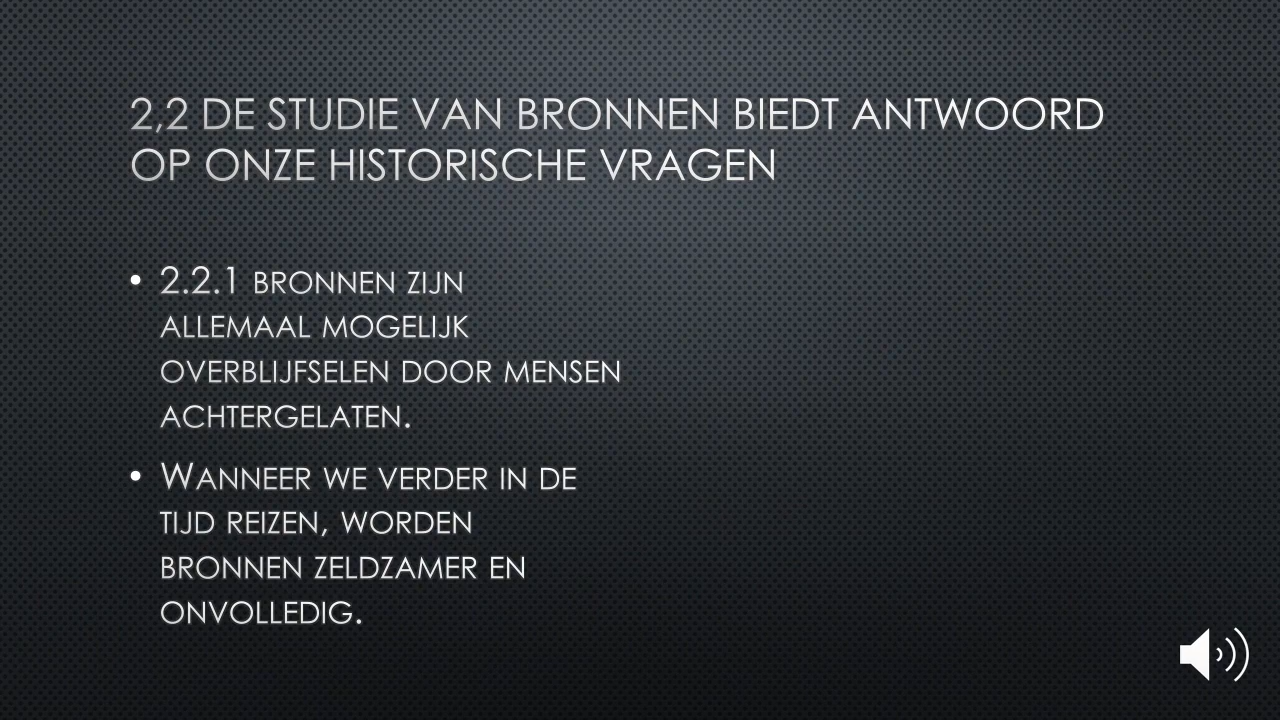 2,2 DE STUDIE VAN BRONNEN BIEDT ANTWOORD
OP ONZE HISTORISCHE VRAGEN
• 2.2.1 BRONNEN ZIJN
ALLEMAAL MOGELIJK
OVERBLIJFSELEN DOOR MENSEN
ACHTERGELATEN.
• WANNEER WE VERDER IN DE
TIJD REIZEN, WORDEN
BRONNEN ZELDZAMER EN
ONVOLLEDIG.